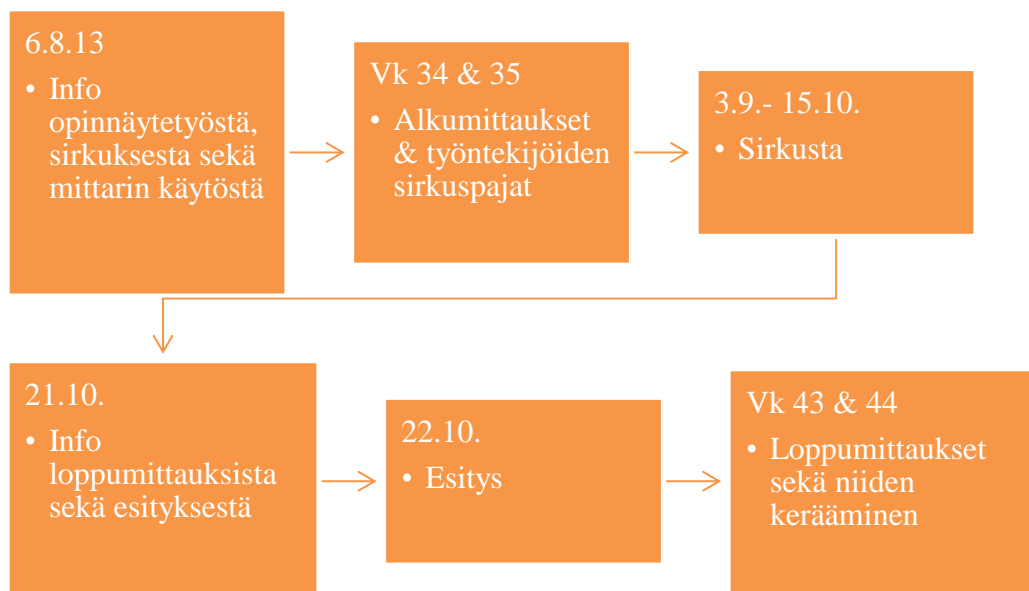 6.8.13
• Info
opinnäytetyöstä,
sirkuksesta sekä
mittarin käytöstä
Vk 34 & 35
• Alkumittaukset
& työntekijöiden
sirkuspajat
3.9.- 15.10.
• Sirkusta
21.10.
• Info
loppumittauksista
sekä esityksestä
22.10.
• Esitys
Vk 43 & 44
• Loppumittaukset
sekä niiden
kerääminen